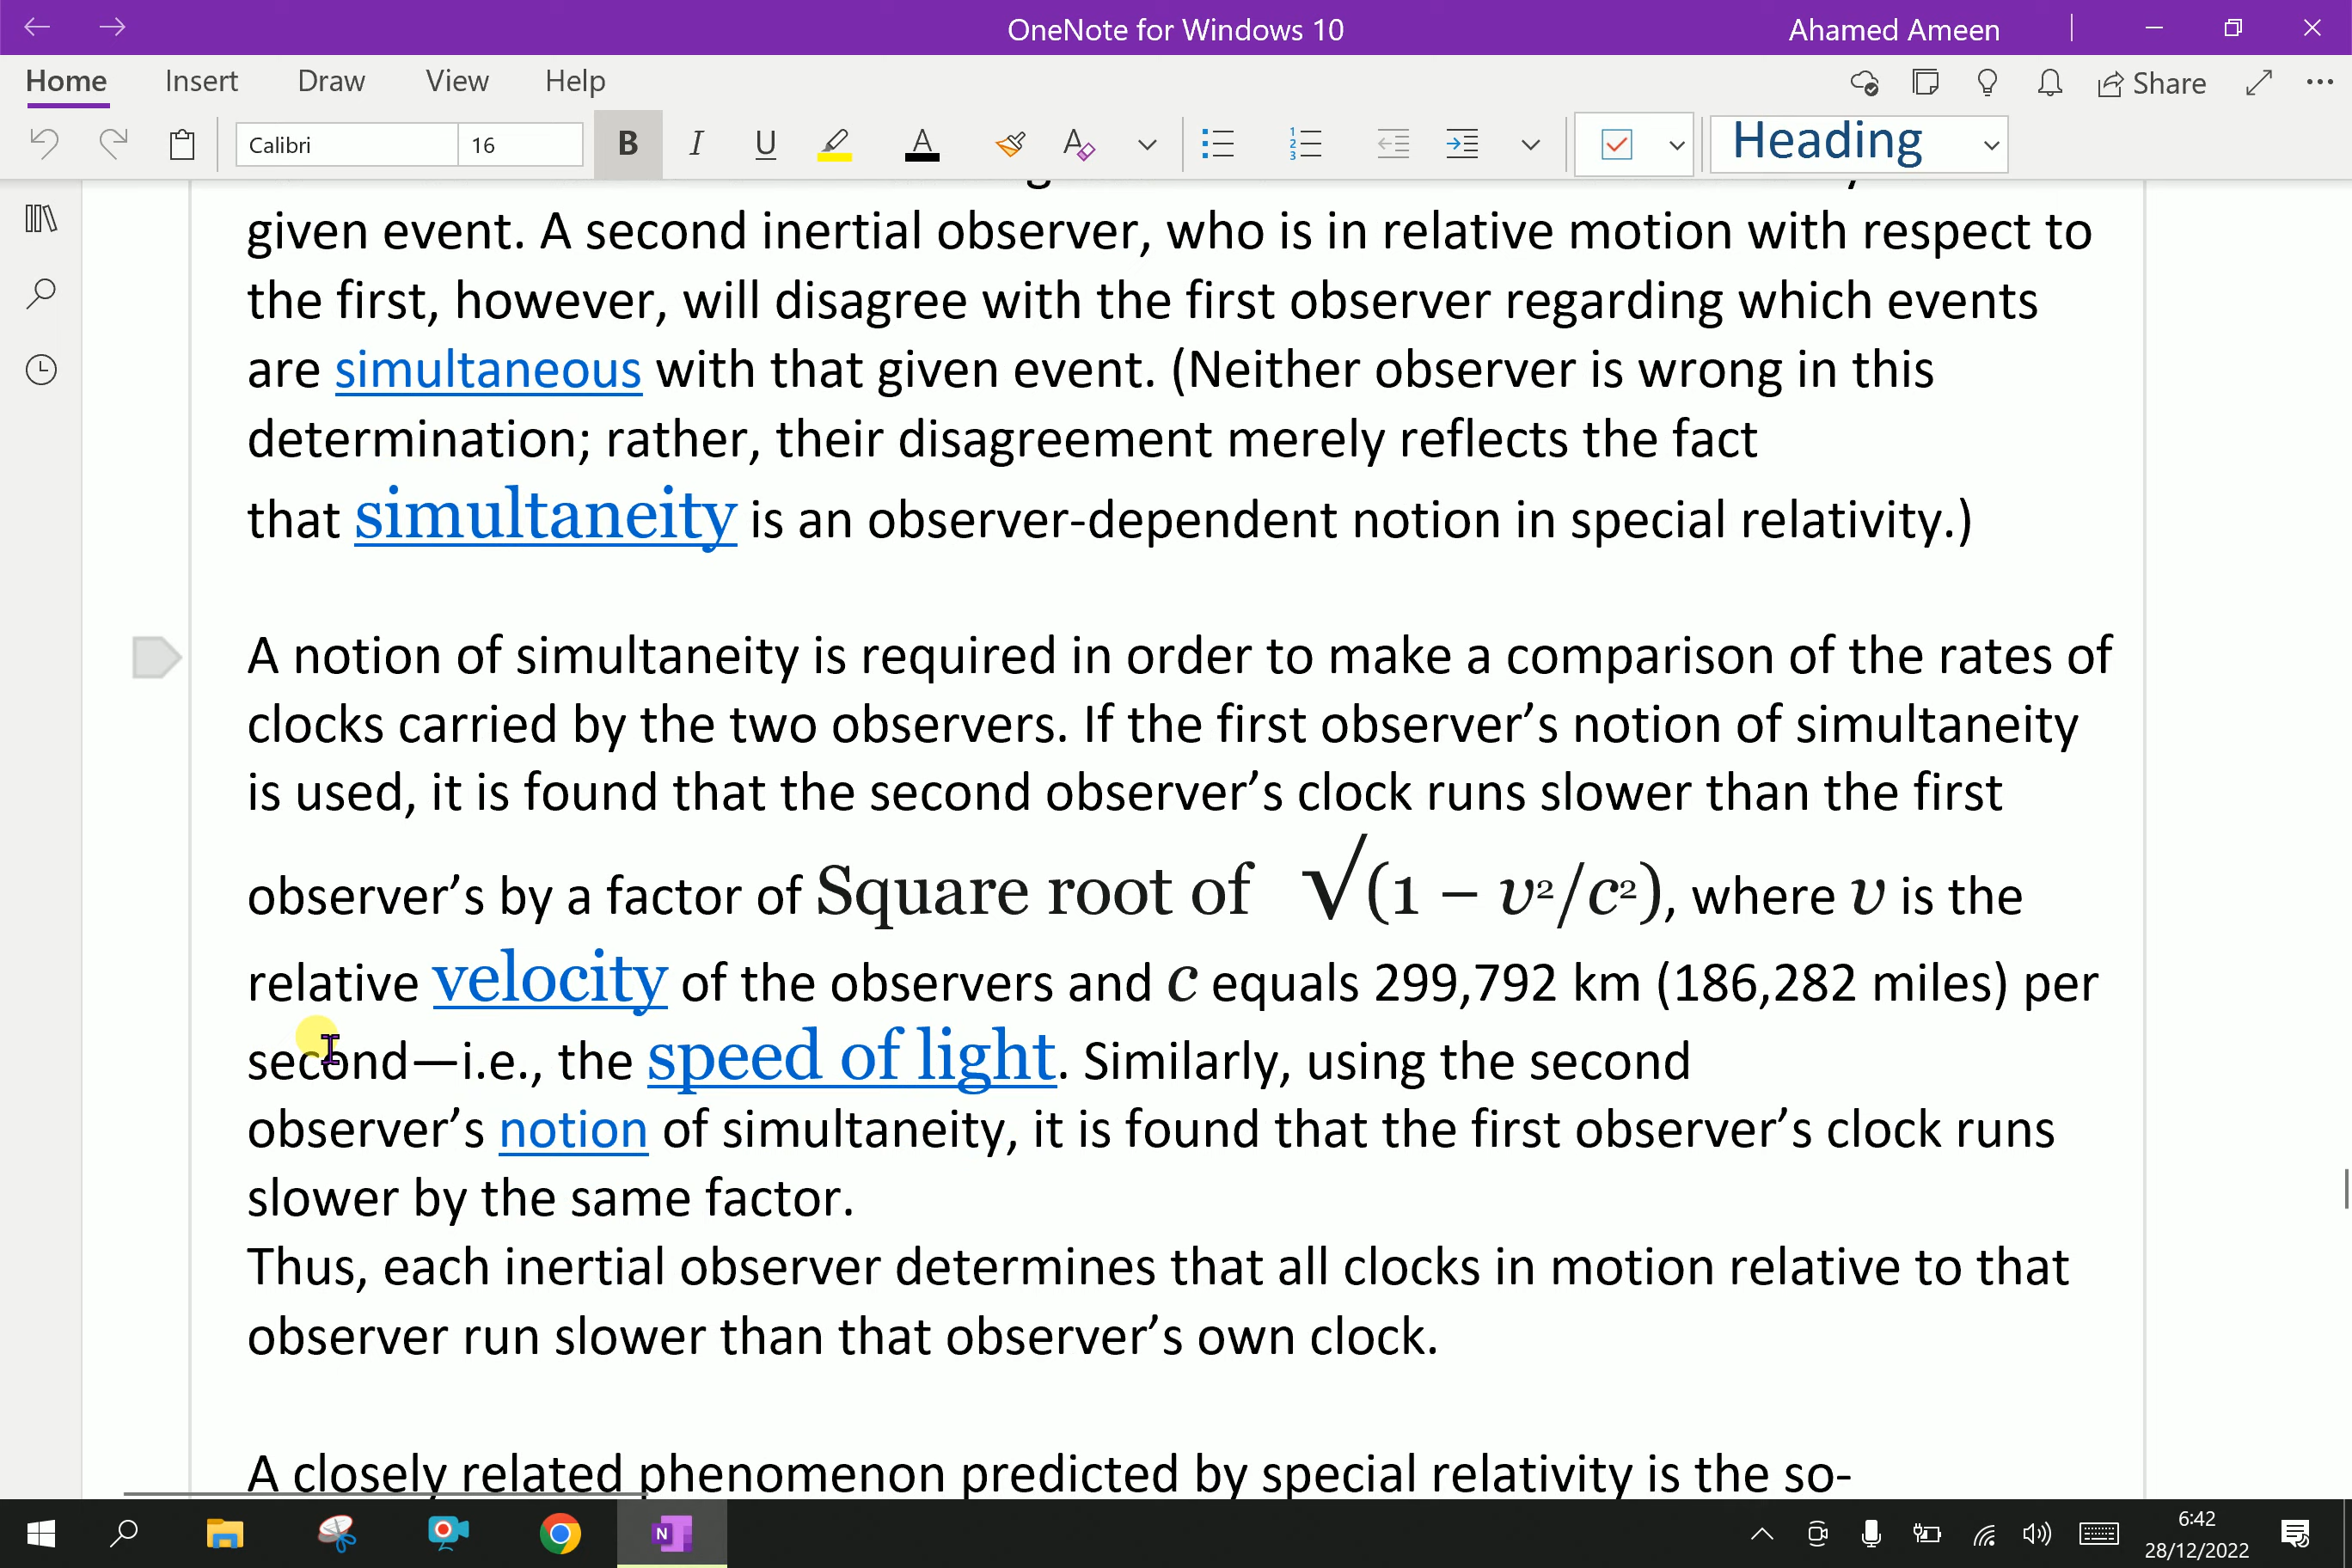 OneNote for Windows 10
Ahamed Ameen
Home Insert Draw View Help
Share
Calibri 16 B I U A A Heading
given event. A second inertial observer, who is in relative motion with respect to
the first, however, will disagree with the first observer regarding which events
are simultaneous with that given event. (Neither observer is wrong in this
determination; rather, their disagreement merely reflects the fact
that simultaneity is an observer-dependent notion in special relativity.)
A notion of simultaneity is required in order to make a comparison of the rates of
clocks carried by the two observers. If the first observer’s notion of simultaneity
is used, it is found that the second observer’s clock runs slower than the first
observer’s by a factor of Square root of √(1 − v²/c²), where v is the
relative velocity of the observers and c equals 299,792 km (186,282 miles) per
second—i.e., the speed of light. Similarly, using the second
observer’s notion of simultaneity, it is found that the first observer’s clock runs
slower by the same factor.
Thus, each inertial observer determines that all clocks in motion relative to that
observer run slower than that observer’s own clock.
A closely related phenomenon predicted by special relativity is the so-
6:42
28/12/2022